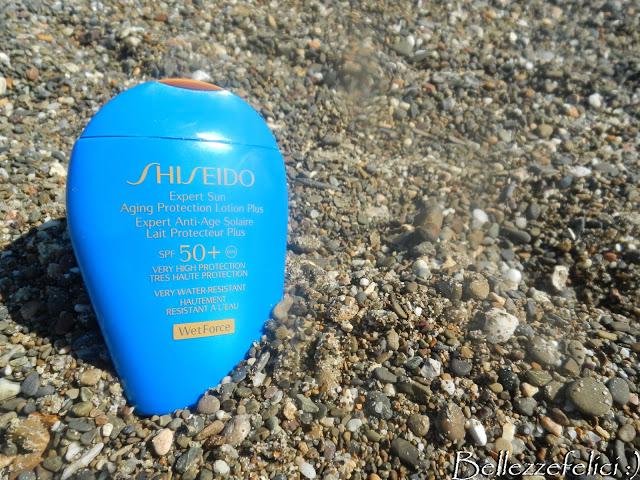 SHISEIDO
Expert Sun
Aging Protection Lotion Plus
Expert Anti-Age Solaire
Lait Protecteur Plus
SPF 50+
VERY HIGH PROTECTION
TRES HAUTE PROTECTION
VERY WATER-RESISTANT
HAUTEMENT
RESISTANT À L'EAU
WetForce
Bellezzefelici :)